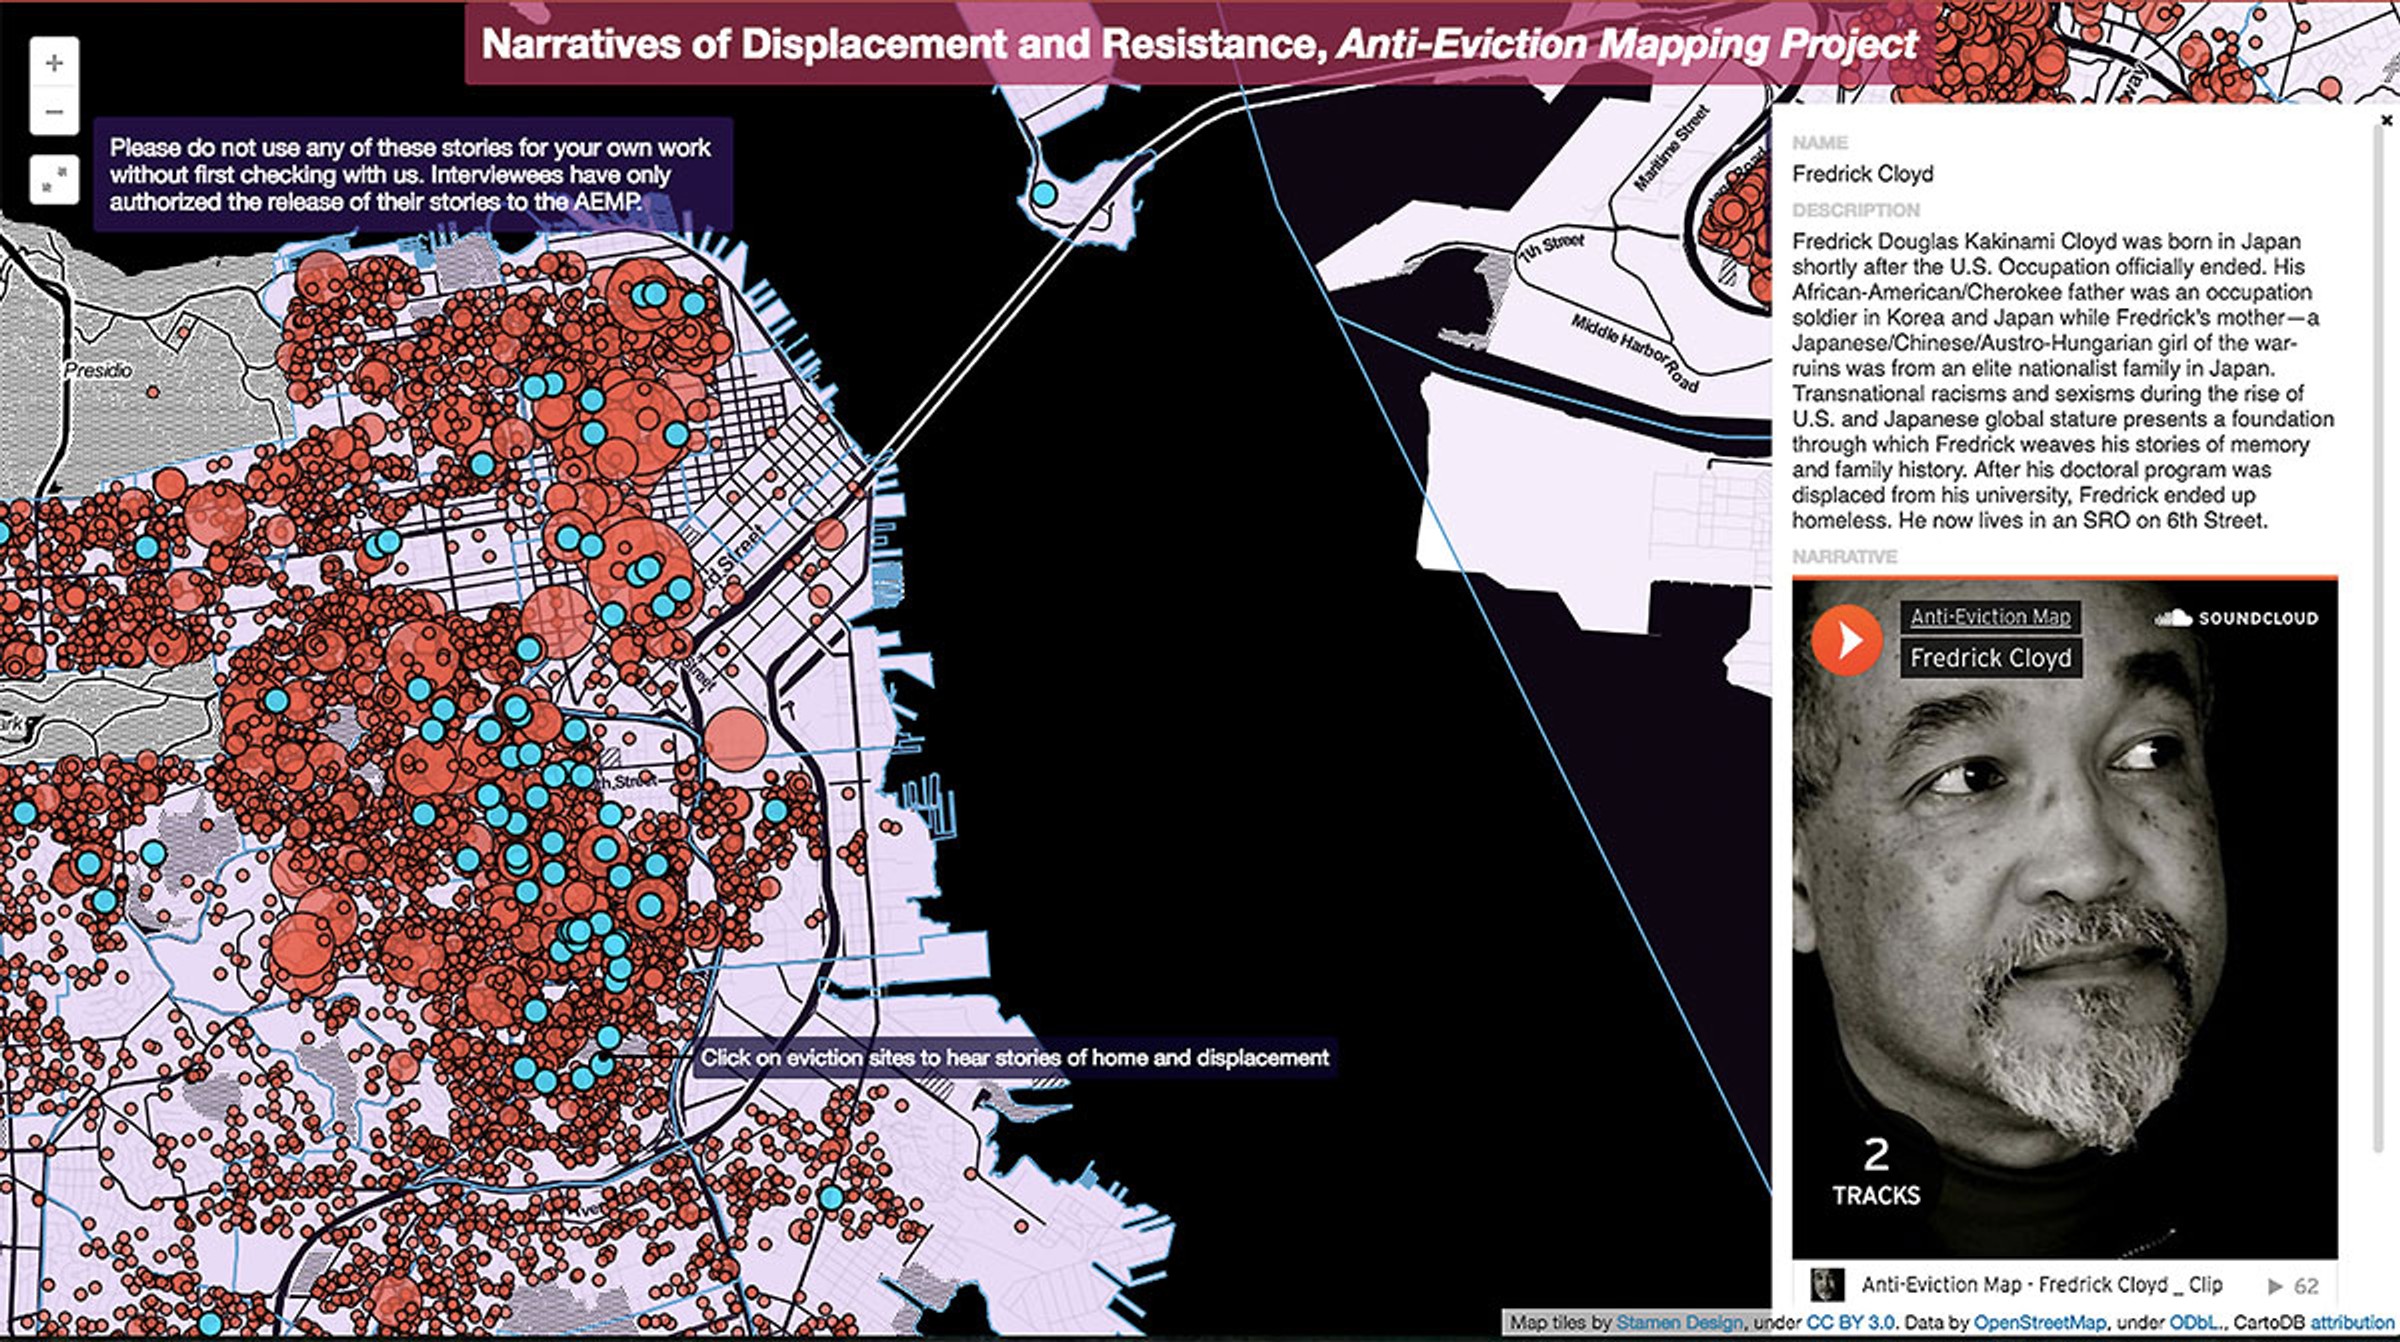 Narratives of Displacement and Resistance, Anti-Eviction Mapping Project
+
−
Please do not use any of these stories for your own work
without first checking with us. Interviewees have only
authorized the release of their stories to the AEMP.
Presidio
Maritime Street
7th Street
Middle Harbor Road
way
rd Street
Street
ark
h Street
Click on eviction sites to hear stories of home and displacement
NAME
Fredrick Cloyd
DESCRIPTION
Fredrick Douglas Kakinami Cloyd was born in Japan
shortly after the U.S. Occupation officially ended. His
African-American/Cherokee father was an occupation
soldier in Korea and Japan while Fredrick's mother—a
Japanese/Chinese/Austro-Hungarian girl of the war-
ruins was from an elite nationalist family in Japan.
Transnational racisms and sexisms during the rise of
U.S. and Japanese global stature presents a foundation
through which Fredrick weaves his stories of memory
and family history. After his doctoral program was
displaced from his university, Fredrick ended up
homeless. He now lives in an SRO on 6th Street.
NARRATIVE
Anti-Eviction Map
SOUNDCLOUD
Fredrick Cloyd
2
TRACKS
Anti-Eviction Map - Fredrick Cloyd _ Clip 62
Map tiles by Stamen Design, under CC BY 3.0. Data by OpenStreetMap, under ODbL., CartoDB attribution